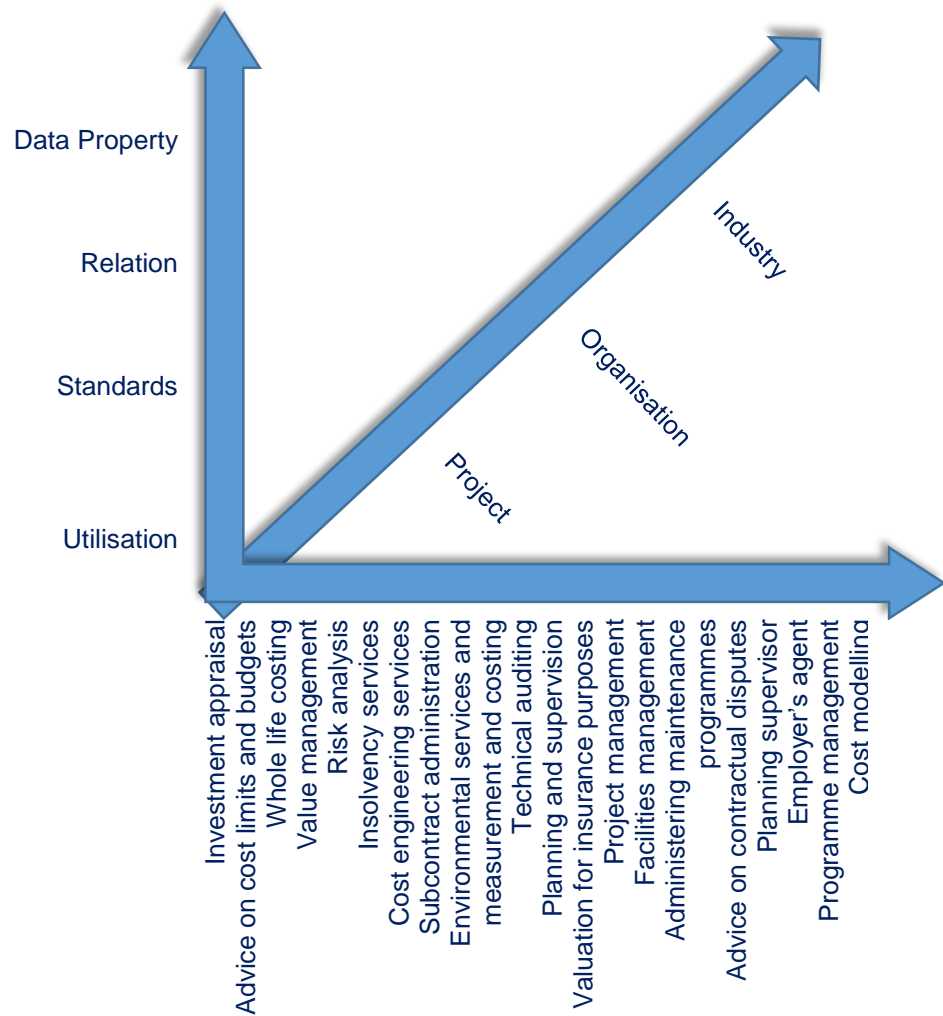 Data Property
Relation
Standards
Utilisation
Industry
Organisation
Project
Investment appraisal
Advice on cost limits and budgets
Whole life costing
Value management
Risk analysis
Insolvency services
Cost engineering services
Subcontract administration
Environmental services and
measurement and costing
Technical auditing
Planning and supervision
Valuation for insurance purposes
Project management
Facilities management
Administering maintenance
programmes
Advice on contractual disputes
Planning supervisor
Employer’s agent
Programme management
Cost modelling